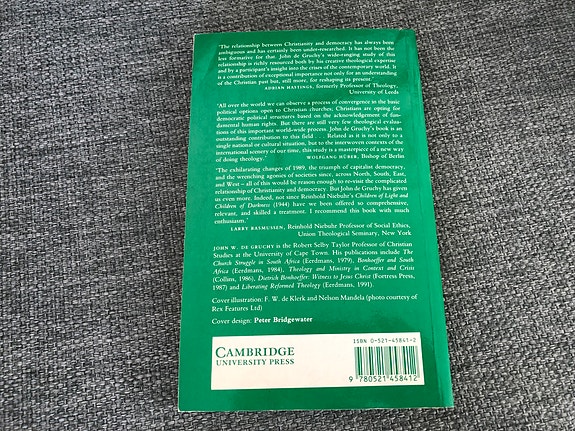 "The relationship between Christianity and democracy has always been
ambiguous and has certainly been under-researched. It has not been the
less formative for that. John de Gruchy's wide-ranging study of this
relationship is richly resourced both by his creative theological expertise
and by a participant's insight into the crises of the contemporary world. It
is a contribution of exceptional importance not only for an understanding
of the Christian past but, still more, for reshaping its present."
ADRIAN HASTINGS, formerly Professor of Theology,
University of Leeds
"All over the world we can observe a process of convergence in the basic
political options open to Christian churches; Christians are opting for
democratic political structures based on the acknowledgement of fun-
damental human rights. But there are still very few theological evalua-
tions of this important world-wide process. John de Gruchy's book is an
outstanding contribution to this field . . . Related as it is not only to a
single national or cultural situation, but to the interwoven contexts of the
international scenery of our time, this study is a masterpiece of a new way
of doing theology."
WOLFGANG HÜBER, Bishop of Berlin
"The exhilarating changes of 1989, the triumph of capitalist democracy,
and the wrenching agonies of societies since, across North, South, East,
and West – all of this would be reason enough to re-visit the complicated
relationship of Christianity and democracy. But John de Gruchy has given
us even more. Indeed, not since Reinhold Niebuhr's Children of Light and
Children of Darkness (1944) have we been offered so comprehensive,
relevant, and skilled a treatment. I recommend this book with much
enthusiasm."
LARRY RASMUSSEN, Reinhold Niebuhr Professor of Social Ethics,
Union Theological Seminary, New York
JOHN W. DE GRUCHY is the Robert Selby Taylor Professor of Christian
Studies at the University of Cape Town. His publications include The
Church Struggle in South Africa (Eerdmans, 1979), Bonhoeffer and South
Africa (Eerdmans, 1984), Theology and Ministry in Context and Crisis
(Collins, 1986), Dietrich Bonhoeffer: Witness to Jesus Christ (Fortress Press,
1987) and Liberating Reformed Theology (Eerdmans, 1991).
Cover illustration: F. W. de Klerk and Nelson Mandela (photo courtesy of
Rex Features Ltd)
Cover design: Peter Bridgewater
CAMBRIDGE
UNIVERSITY PRESS
ISBN 0-521-45841-2
9 780521 458412